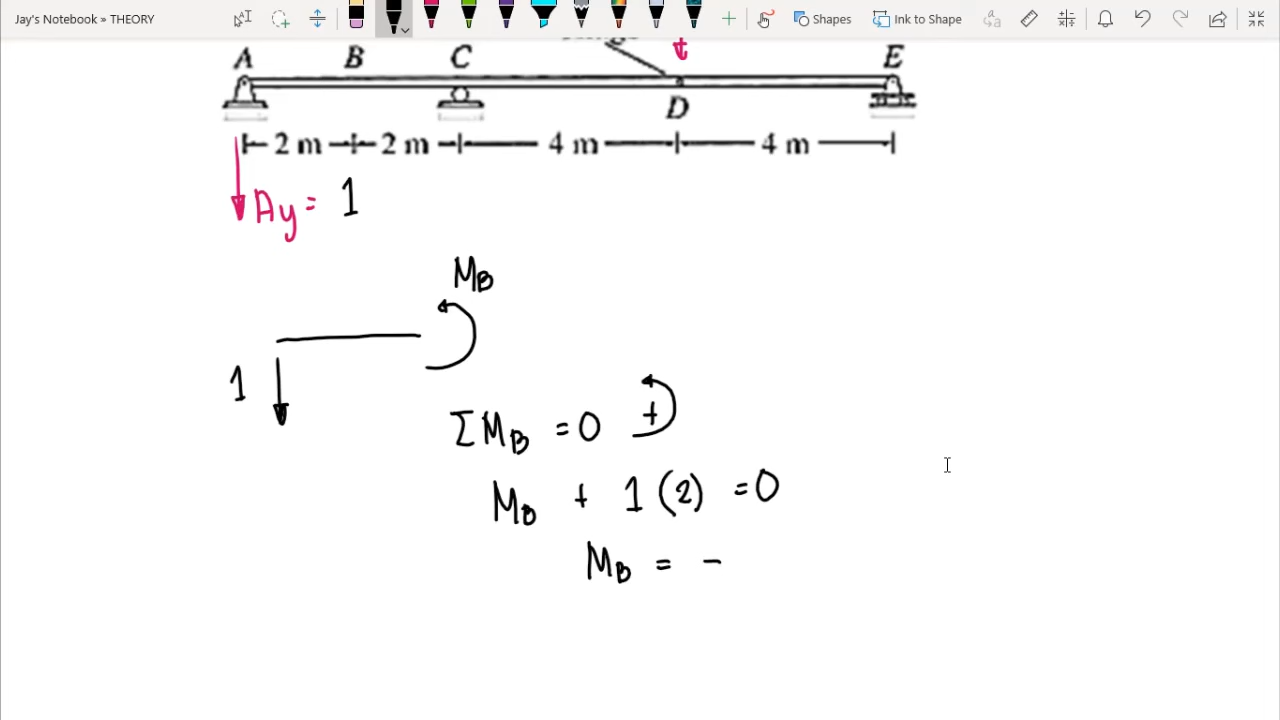 Jay's Notebook » THEORY
Shapes
Ink to Shape
A B C E
D
2 m 2 m 4 m 4 m
Ay = 1
MB
1
ΣMB = 0 +
MB + 1 (2) = 0
MB = -